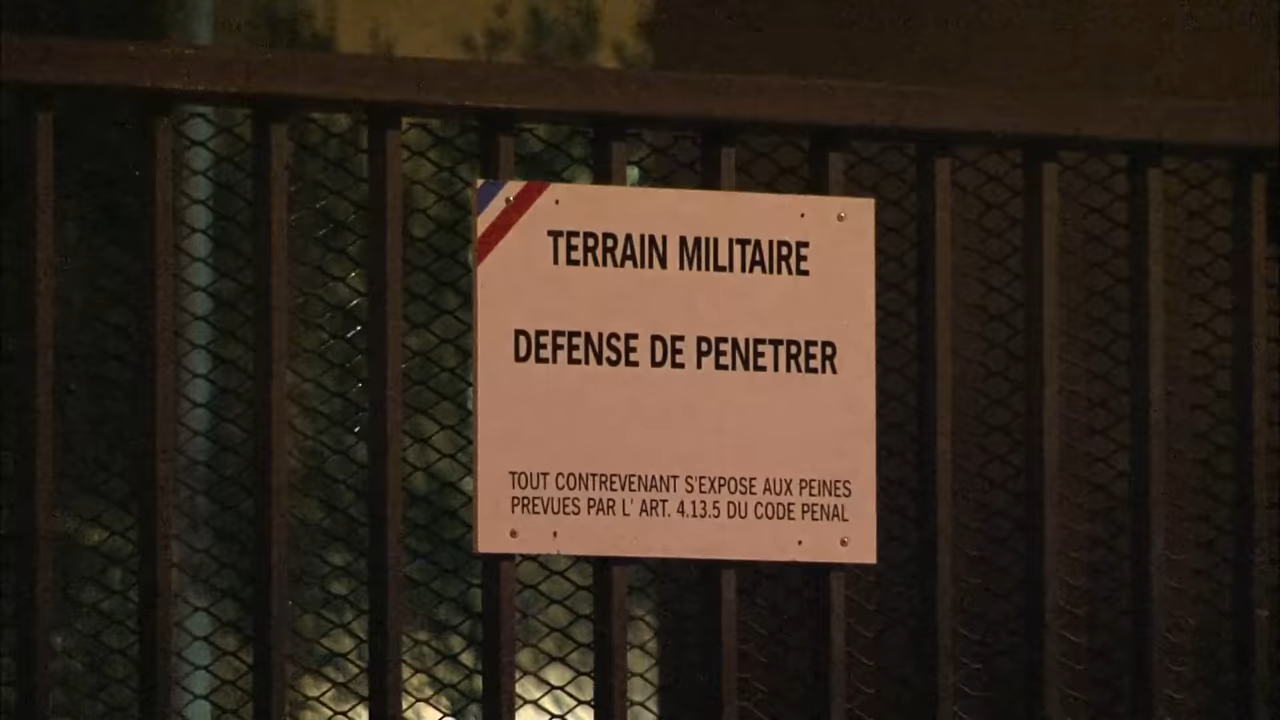 TERRAIN MILITAIRE
DEFENSE DE PENETRER
TOUT CONTREVENANT S'EXPOSE AUX PEINES
PREVUES PAR L' ART. 4.13.5 DU CODE PENAL